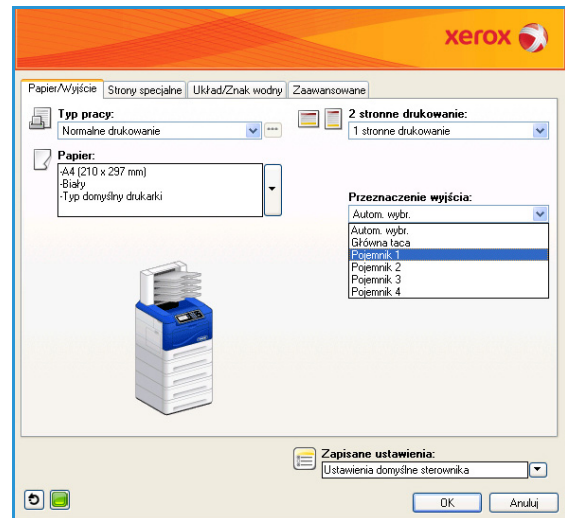 xerox
Papier/Wyjście
Strony specjalne
Układ/Znak wodny
Zaawansowane
Typ pracy:
Normalne drukowanie
2 stronne drukowanie:
1 stronne drukowanie
Papier:
-A4 (210 x 297 mm)
-Biały
-Typ domyślny drukarki
Przeznaczenie wyjścia:
Autom. wybr.
Autom. wybr.
Główna taca
Pojemnik 1
Pojemnik 2
Pojemnik 3
Pojemnik 4
Zapisane ustawienia:
Ustawienia domyślne sterownika
OK
Anuluj